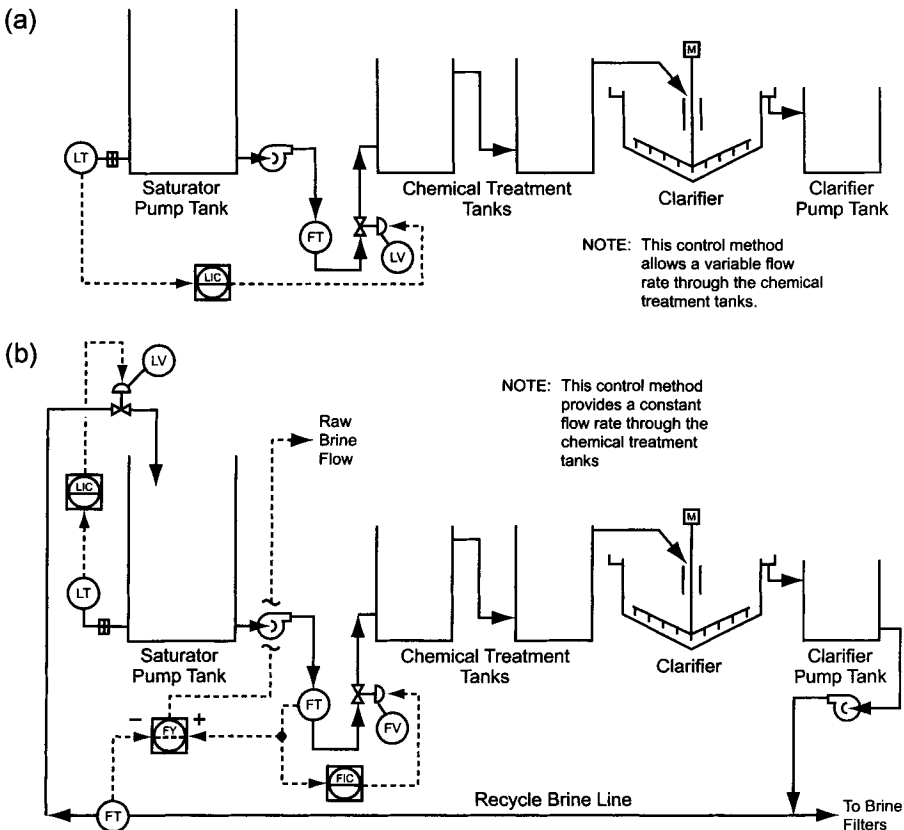 (a)
M
LT
Saturator
Pump Tank
FT
LV
LIC
Chemical Treatment
Tanks
Clarifier
Clarifier
Pump Tank
NOTE: This control method
allows a variable flow
rate through the chemical
treatment tanks.
(b)
LV
NOTE: This control method
provides a constant
flow rate through the
chemical treatment
tanks
Raw
Brine
Flow
LIC
M
LT
Saturator
Pump Tank
Chemical Treatment
Tanks
Clarifier
Clarifier
Pump Tank
FT
FV
− FY +
FIC
Recycle Brine Line
FT
To Brine
Filters